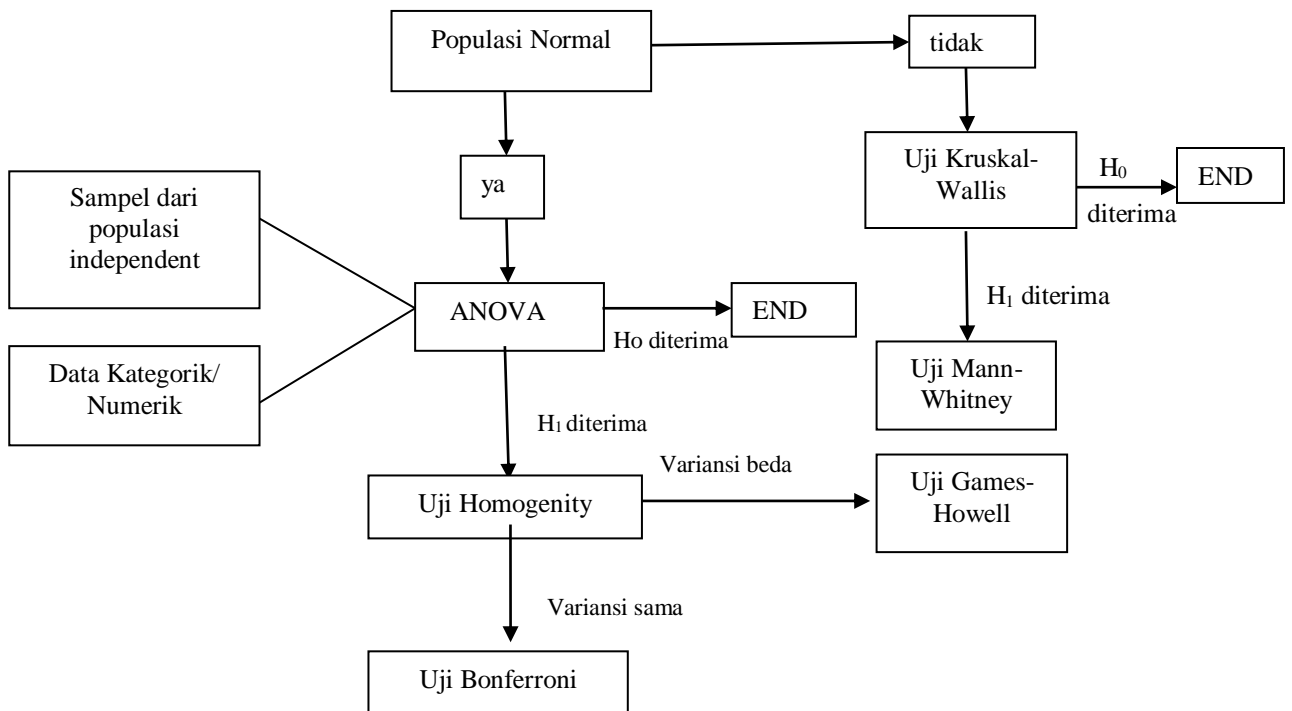 Populasi Normal
tidak
ya
Uji Kruskal-
Wallis
H₀
diterima
END
Sampel dari
populasi
independent
ANOVA
Ho diterima
END
H₁ diterima
Data Kategorik/
Numerik
Uji Mann-
Whitney
H₁ diterima
Uji Homogenity
Variansi beda
Uji Games-
Howell
Variansi sama
Uji Bonferroni